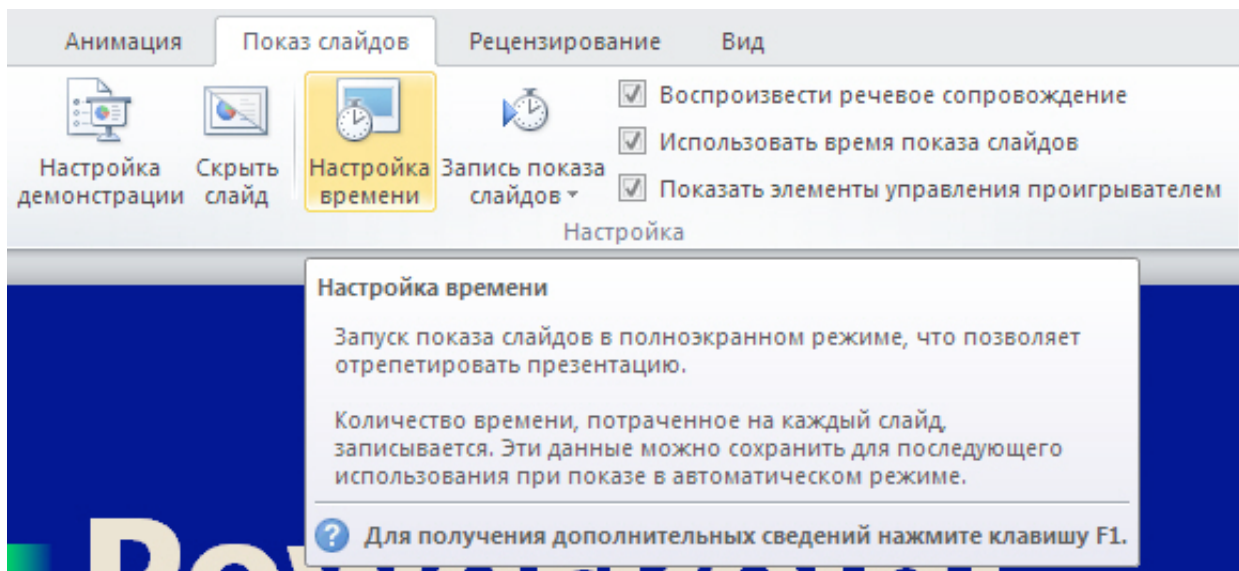 Анимация Показ слайдов Рецензирование Вид
Настройка демонстрации
Скрыть слайд
Настройка времени
Запись показа слайдов
Воспроизвести речевое сопровождение
Использовать время показа слайдов
Показать элементы управления проигрывателем
Настройка
Настройка времени
Запуск показа слайдов в полноэкранном режиме, что позволяет
отрепетировать презентацию.
Количество времени, потраченное на каждый слайд,
записывается. Эти данные можно сохранить для последующего
использования при показе в автоматическом режиме.
Для получения дополнительных сведений нажмите клавишу F1.